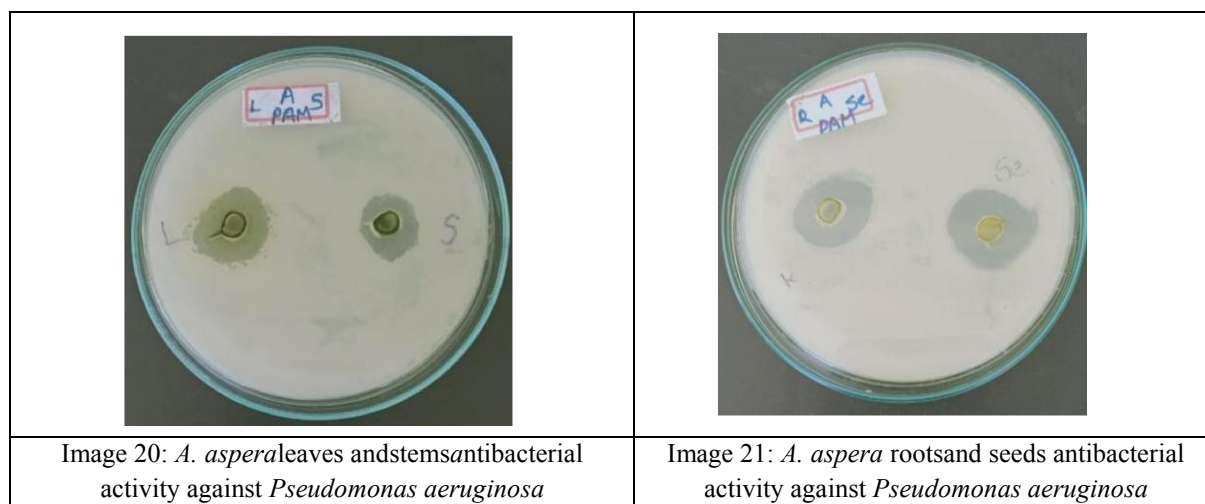 L A S
PAM
L
S
R A Se
PAM
Se
Image 20: A. asperaleaves andstemsantibacterial
activity against Pseudomonas aeruginosa
Image 21: A. aspera rootsand seeds antibacterial
activity against Pseudomonas aeruginosa